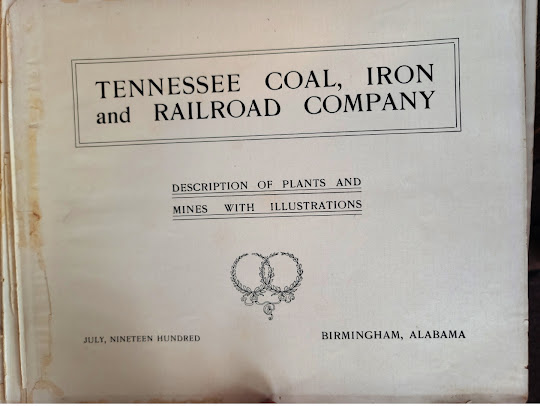 TENNESSEE COAL, IRON
and RAILROAD COMPANY
DESCRIPTION OF PLANTS AND
MINES WITH ILLUSTRATIONS
JULY, NINETEEN HUNDRED
BIRMINGHAM, ALABAMA